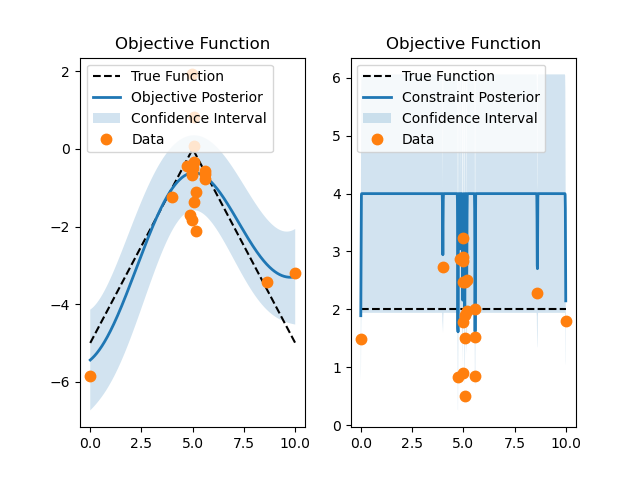 Objective Function
True Function
Objective Posterior
Confidence Interval
Data
2
0
−2
−4
−6
0.0
2.5
5.0
7.5
10.0
Objective Function
True Function
Constraint Posterior
Confidence Interval
Data
6
5
4
3
2
1
0
0.0
2.5
5.0
7.5
10.0